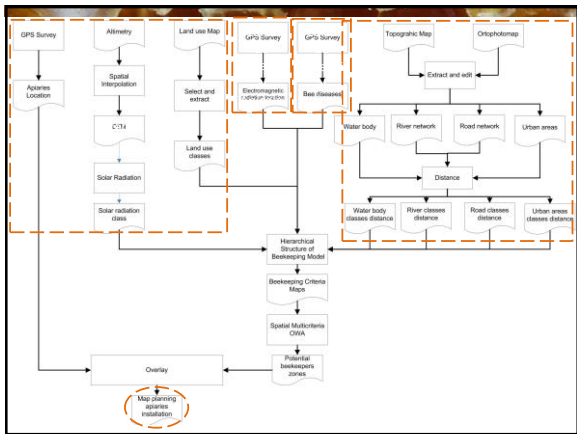 GPS Survey
Altimetry
Land use Map
GPS Survey
GPS Survey
Topograhic Map
Ortophotomap
Apiaries
Location
Spatial
Interpolation
Select and
extract
Electromagnetic
Bee diseases
Extract and edit
Water body
River network
Road network
Urban areas
Land use
classes
Solar Radiation
Distance
Solar radiation
class
Water body
classes distance
River classes
distance
Road classes
distance
Urban areas
classes distance
Hierarchical
Structure of
Beekeeping Model
Beekeeping Criteria
Maps
Spatial Multicriteria
OWA
Overlay
Potential
beekeepers
zones
Map planning
apiaries
installation